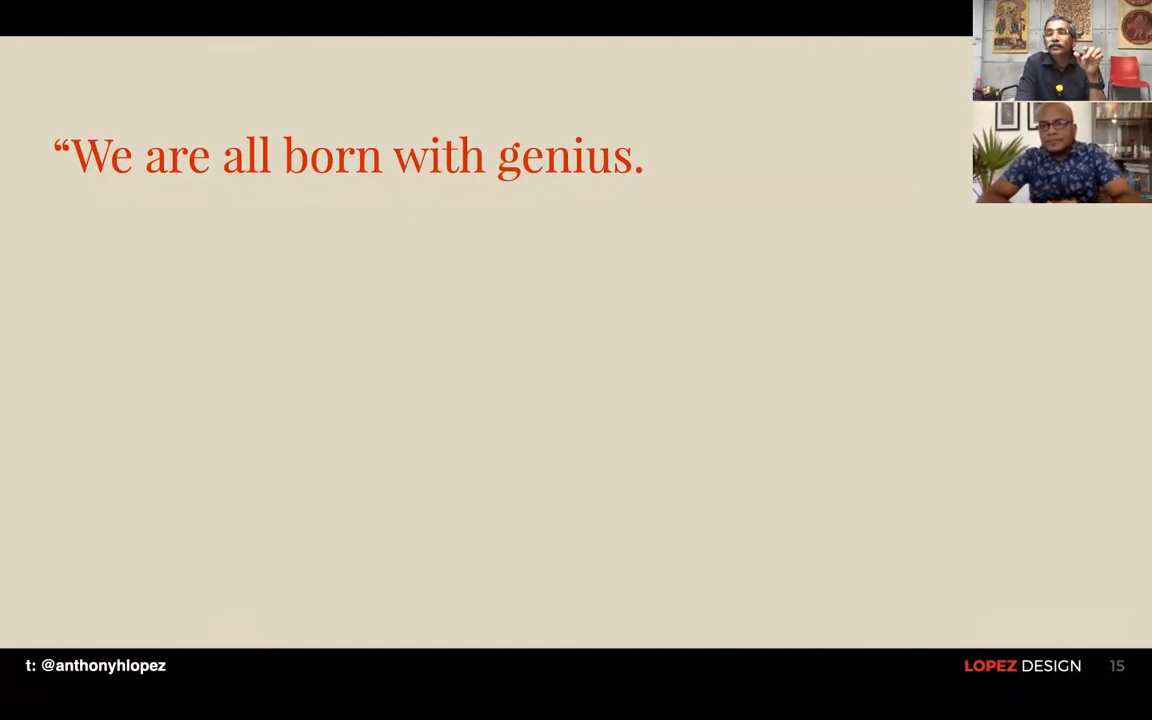 “We are all born with genius.
t: @anthonyhlopez
LOPEZ DESIGN 15